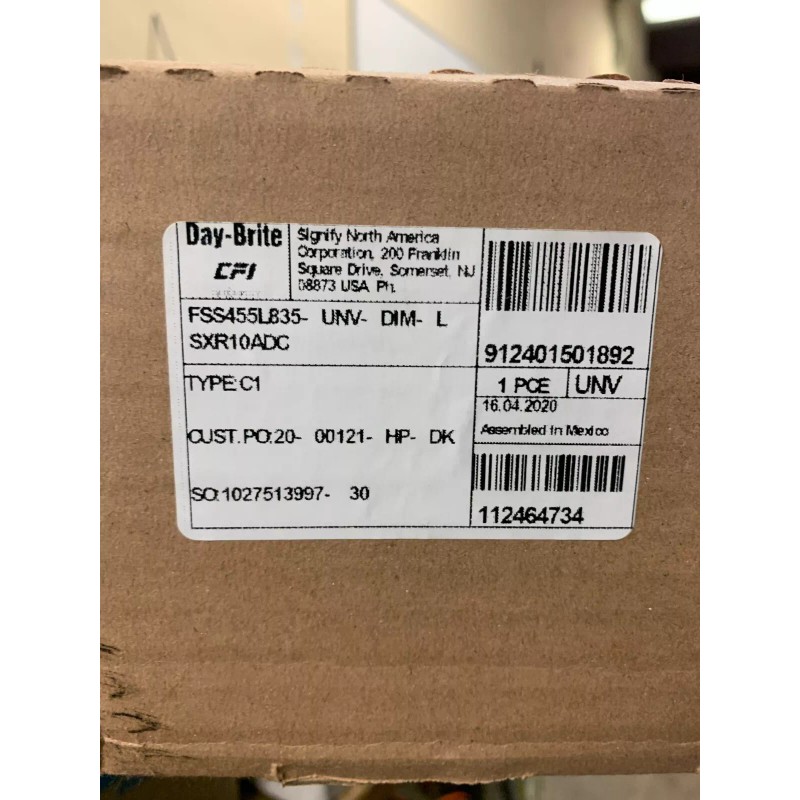 Day-Brite
CFI
Signify North America
Corporation, 200 Franklin
Square Drive, Somerset, NJ
08873 USA Ph.
FSS455L835- UNV- DIM- L
SXR10ADC
912401501892
TYPE:C1
1 PCE UNV
16.04.2020
Assembled in Mexico
CUST.PO:20- 00121- HP- DK
SO:1027513997- 30
112464734